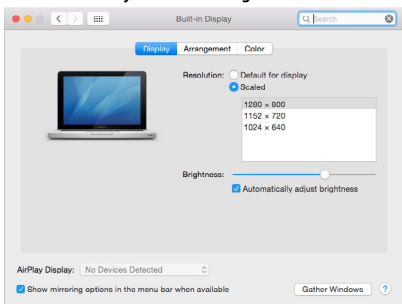 Built-in Display
Search
Display Arrangement Color
Resolution: Default for display
Scaled
1280 × 800
1152 × 720
1024 × 640
Brightness:
Automatically adjust brightness
AirPlay Display: No Devices Detected
Show mirroring options in the menu bar when available
Gather Windows ?